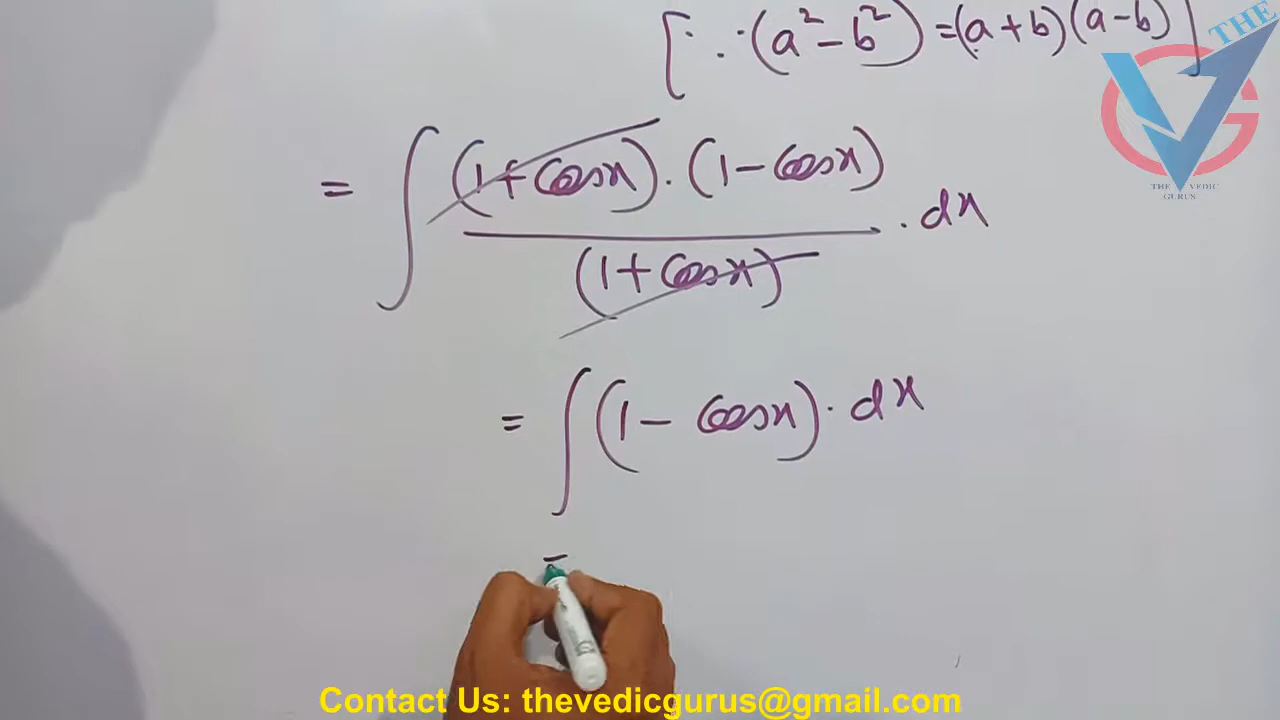 [∵ (a² - b²) = (a + b)(a - b)]
THE
THE VEDIC
GURUS
= ∫ (1 + Cosx) . (1 - Cosx) / (1 + Cosx) . dx
= ∫ (1 - Cosx) . dx
=
Contact Us: thevedicgurus@gmail.com